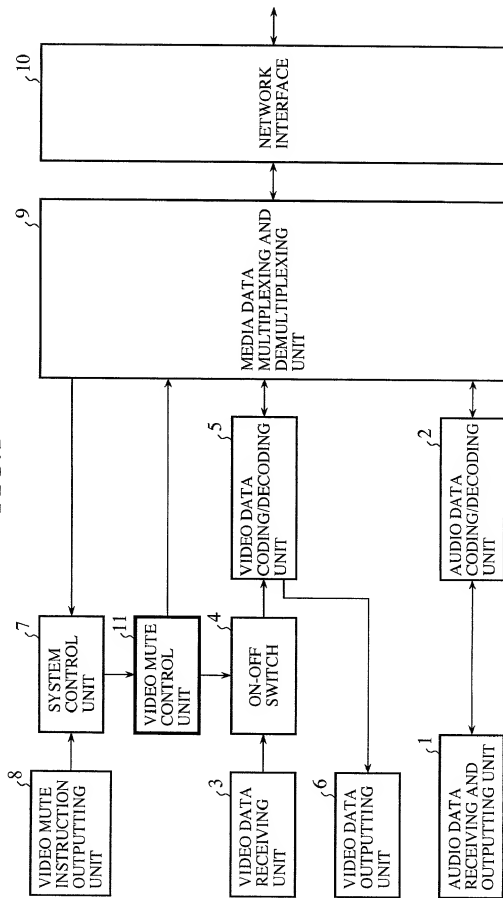 8
VIDEO MUTE
INSTRUCTION
OUTPUTTING
UNIT
7
SYSTEM
CONTROL
UNIT
11
VIDEO MUTE
CONTROL
UNIT
3
VIDEO DATA
RECEIVING
UNIT
4
ON-OFF
SWITCH
5
VIDEO DATA
CODING/DECODING
UNIT
6
VIDEO DATA
OUTPUTTING
UNIT
1
AUDIO DATA
RECEIVING AND
OUTPUTTING UNIT
2
AUDIO DATA
CODING/DECODING
UNIT
9
MEDIA DATA
MULTIPLEXING AND
DEMULTIPLEXING
UNIT
10
NETWORK
INTERFACE